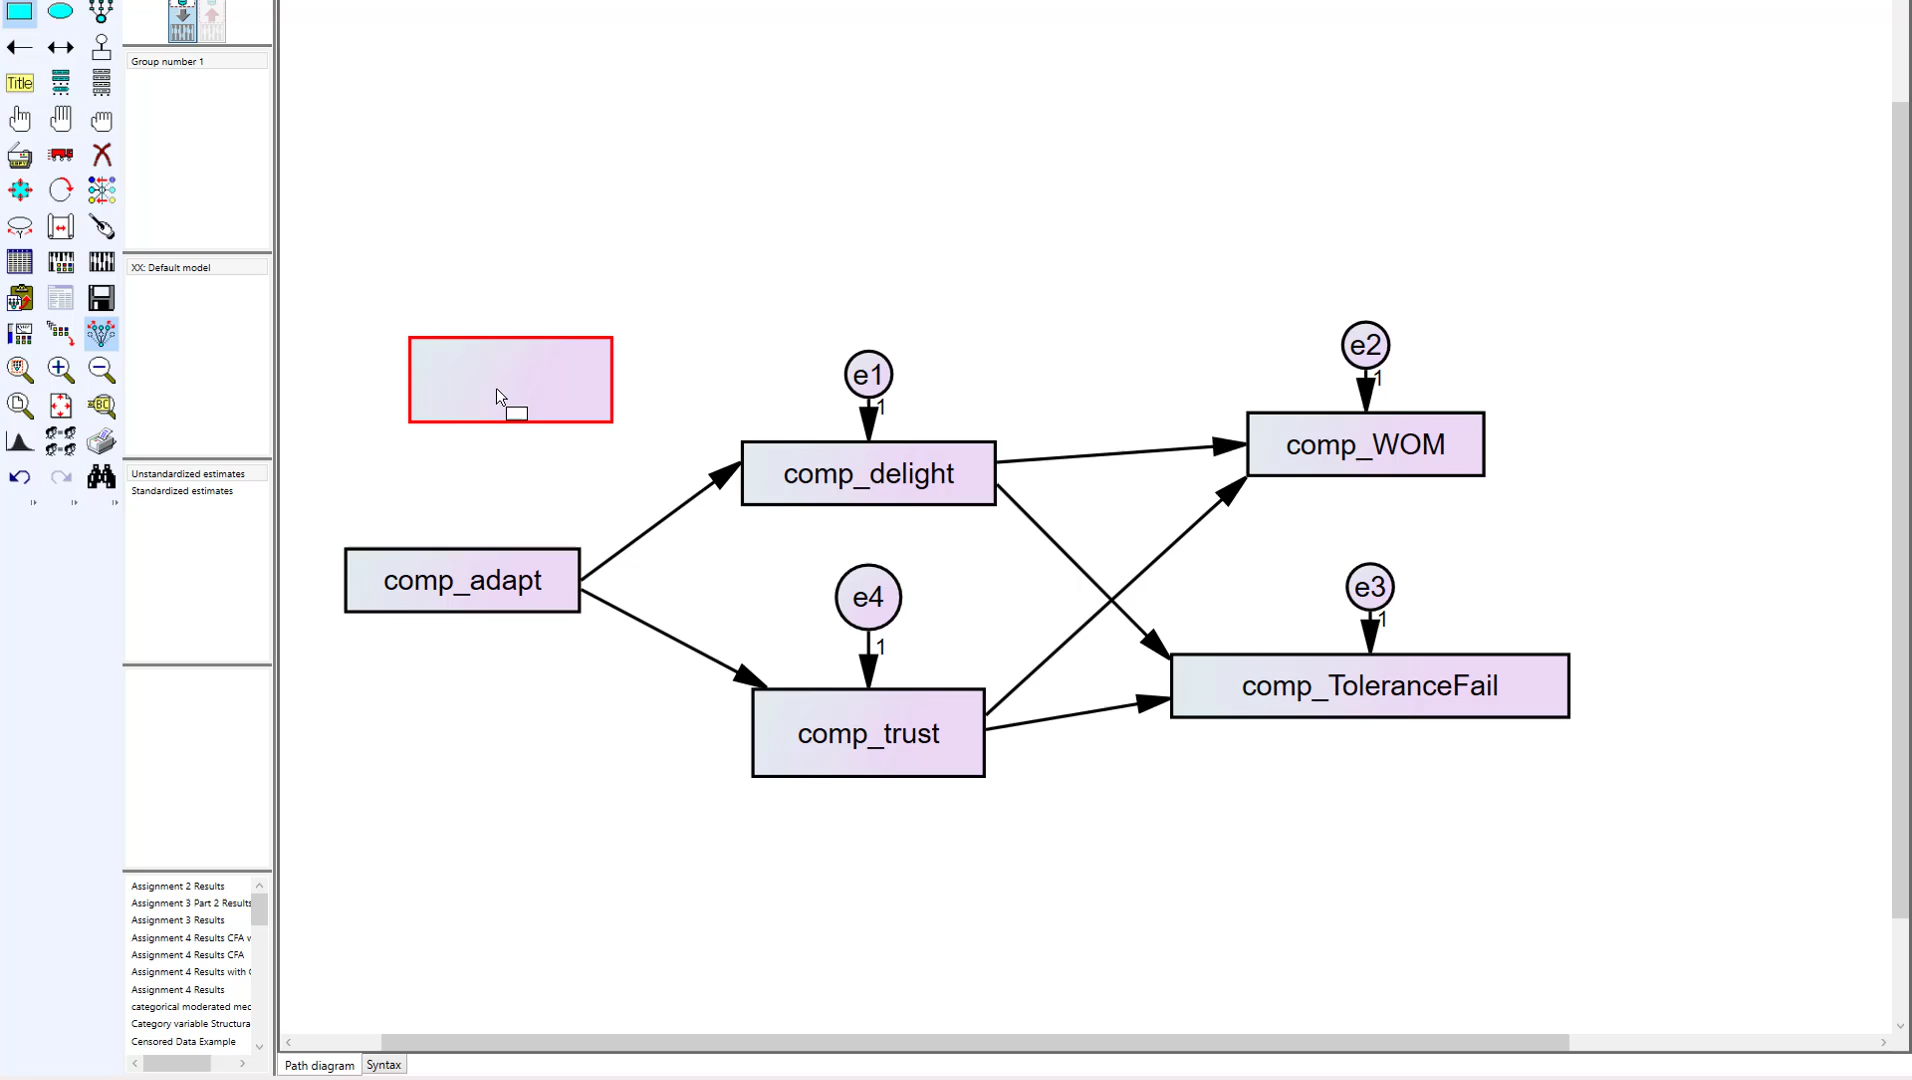 Title
Group number 1
XX: Default model
Unstandardized estimates
Standardized estimates
Assignment 2 Results
Assignment 3 Part 2 Results
Assignment 3 Results
Assignment 4 Results CFA w
Assignment 4 Results CFA
Assignment 4 Results with
Assignment 4 Results
categorical moderated med
Category variable Structura
Censored Data Example
e1
1
comp_delight
e2
1
comp_WOM
comp_adapt
e4
1
comp_trust
e3
1
comp_ToleranceFail
Path diagram
Syntax